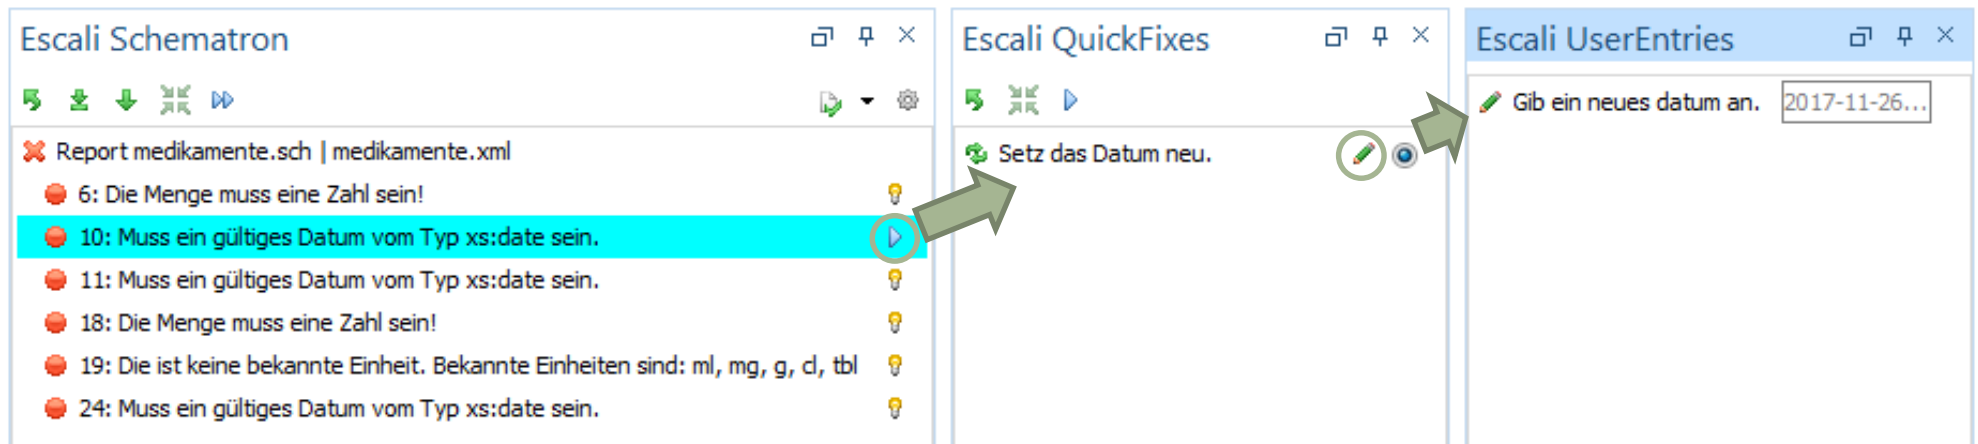 Escali Schematron
Report medikamente.sch | medikamente.xml
6: Die Menge muss eine Zahl sein!
10: Muss ein gültiges Datum vom Typ xs:date sein.
11: Muss ein gültiges Datum vom Typ xs:date sein.
18: Die Menge muss eine Zahl sein!
19: Die ist keine bekannte Einheit. Bekannte Einheiten sind: ml, mg, g, cl, tbl
24: Muss ein gültiges Datum vom Typ xs:date sein.
Escali QuickFixes
Setz das Datum neu.
Escali UserEntries
Gib ein neues datum an. 2017-11-26...